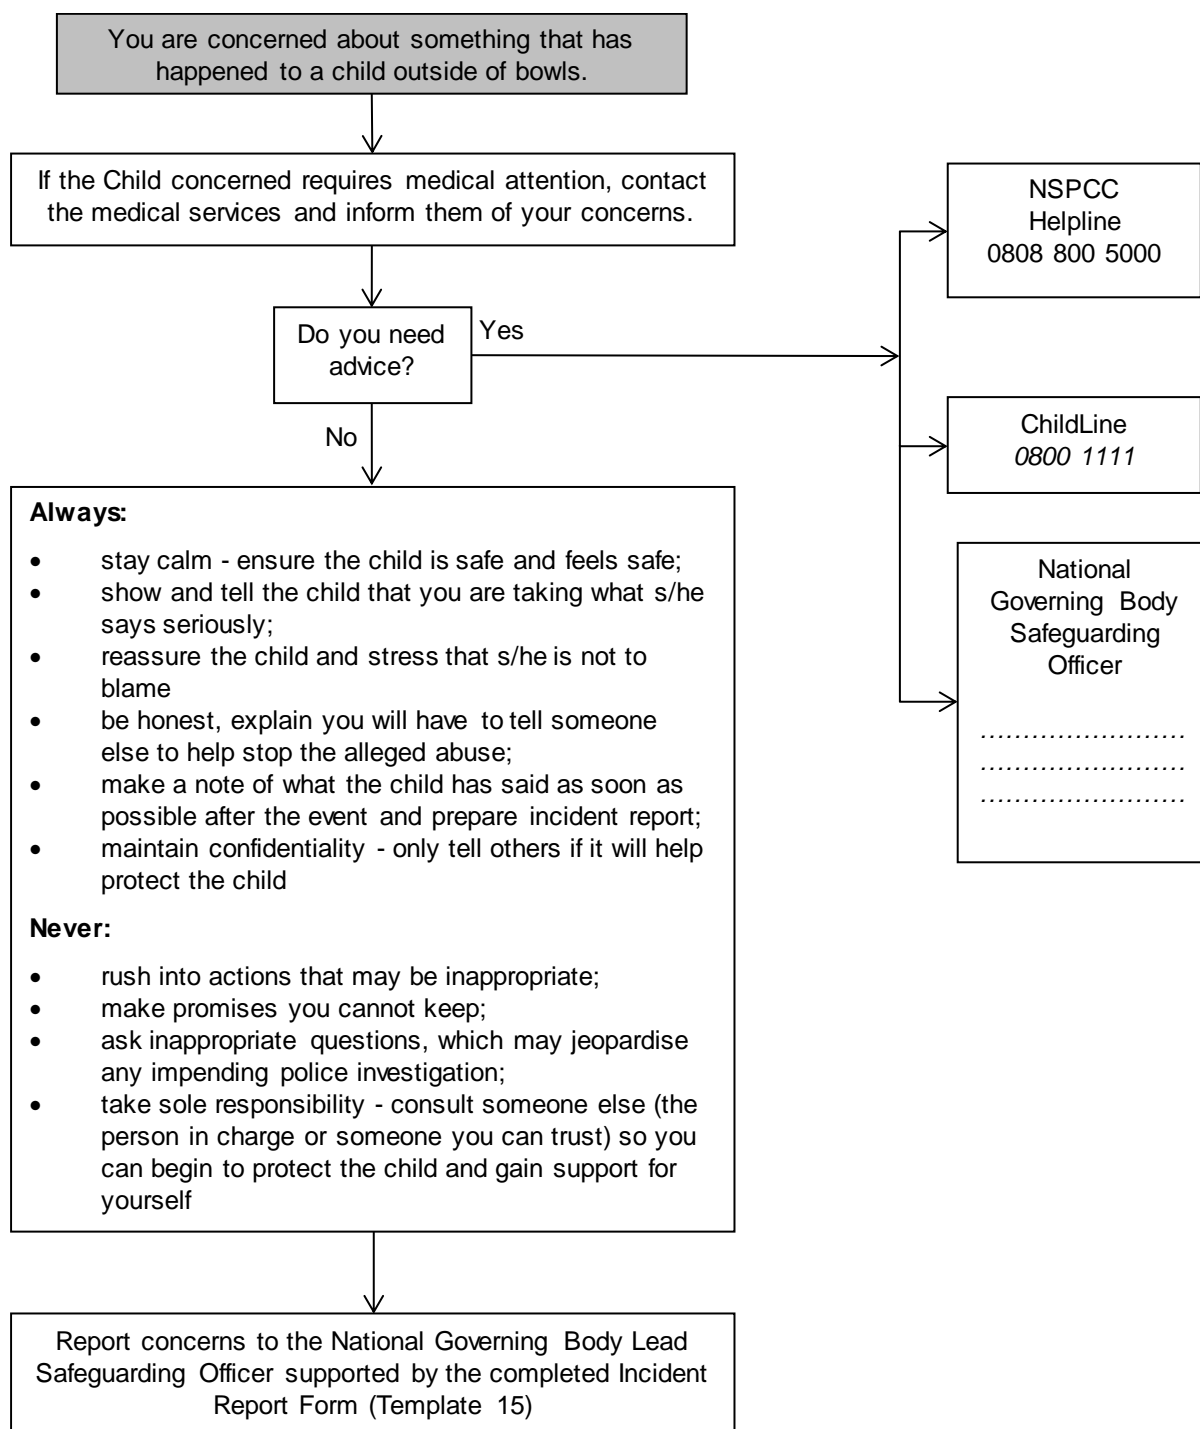 You are concerned about something that has
happened to a child outside of bowls.
If the Child concerned requires medical attention, contact
the medical services and inform them of your concerns.
Do you need
advice?
Yes
No
NSPCC
Helpline
0808 800 5000
ChildLine
0800 1111
National
Governing Body
Safeguarding
Officer
........................
........................
........................
Always:
• stay calm - ensure the child is safe and feels safe;
• show and tell the child that you are taking what s/he
says seriously;
• reassure the child and stress that s/he is not to
blame
• be honest, explain you will have to tell someone
else to help stop the alleged abuse;
• make a note of what the child has said as soon as
possible after the event and prepare incident report;
• maintain confidentiality - only tell others if it will help
protect the child
Never:
• rush into actions that may be inappropriate;
• make promises you cannot keep;
• ask inappropriate questions, which may jeopardise
any impending police investigation;
• take sole responsibility - consult someone else (the
person in charge or someone you can trust) so you
can begin to protect the child and gain support for
yourself
Report concerns to the National Governing Body Lead
Safeguarding Officer supported by the completed Incident
Report Form (Template 15)